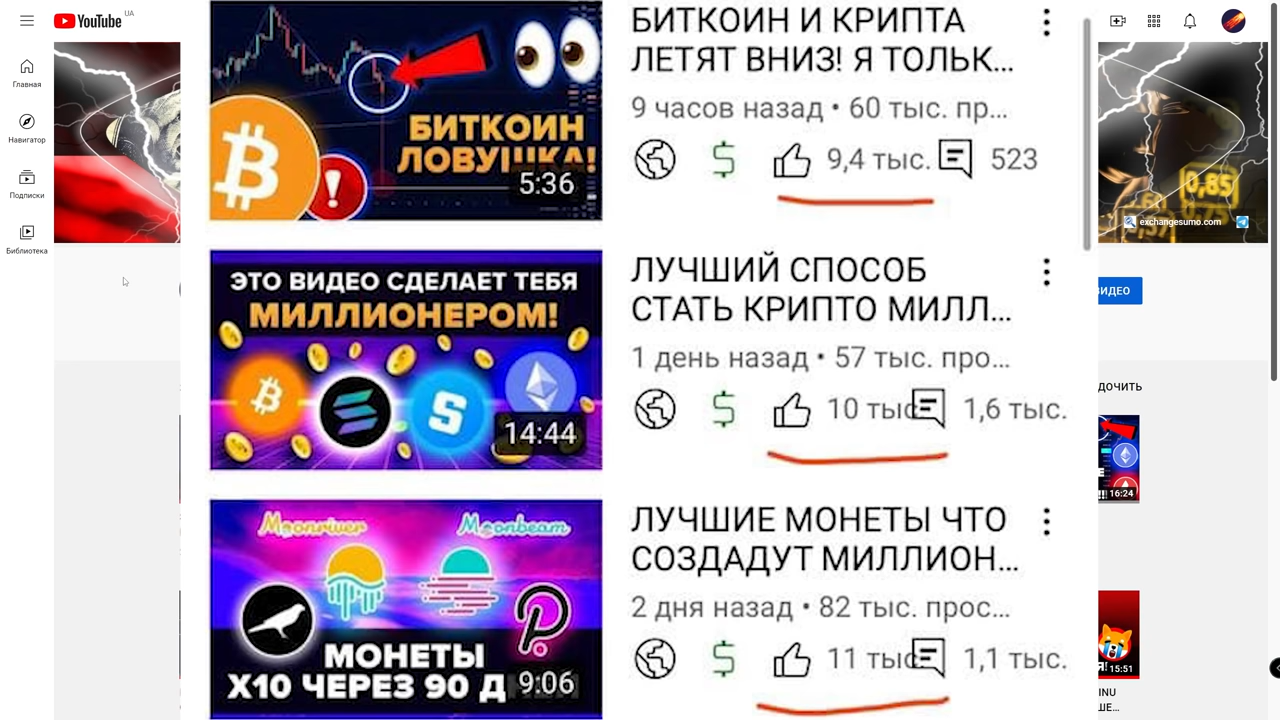 YouTube UA
Главная
Навигатор
Подписки
Библиотека
БИТКОИН
ЛОВУШКА!
5:36
БИТКОИН И КРИПТА
ЛЕТЯТ ВНИЗ! Я ТОЛЬК...
9 часов назад • 60 тыс. пр...
9,4 тыс. 523
ЭТО ВИДЕО СДЕЛАЕТ ТЕБЯ
МИЛЛИОНЕРОМ!
14:44
ЛУЧШИЙ СПОСОБ
СТАТЬ КРИПТО МИЛЛ...
1 день назад • 57 тыс. про...
10 тыс 1,6 тыс.
Moonriver Moonbeam
МОНЕТЫ
X10 ЧЕРЕЗ 90 Д
9:06
ЛУЧШИЕ МОНЕТЫ ЧТО
СОЗДАДУТ МИЛЛИОН...
2 дня назад • 82 тыс. прос...
11 тыс 1,1 тыс.
0,85
exchangesumo.com
ИДЕО
ДОЧИТЬ
16:24
15:51
INU
ШЕ...